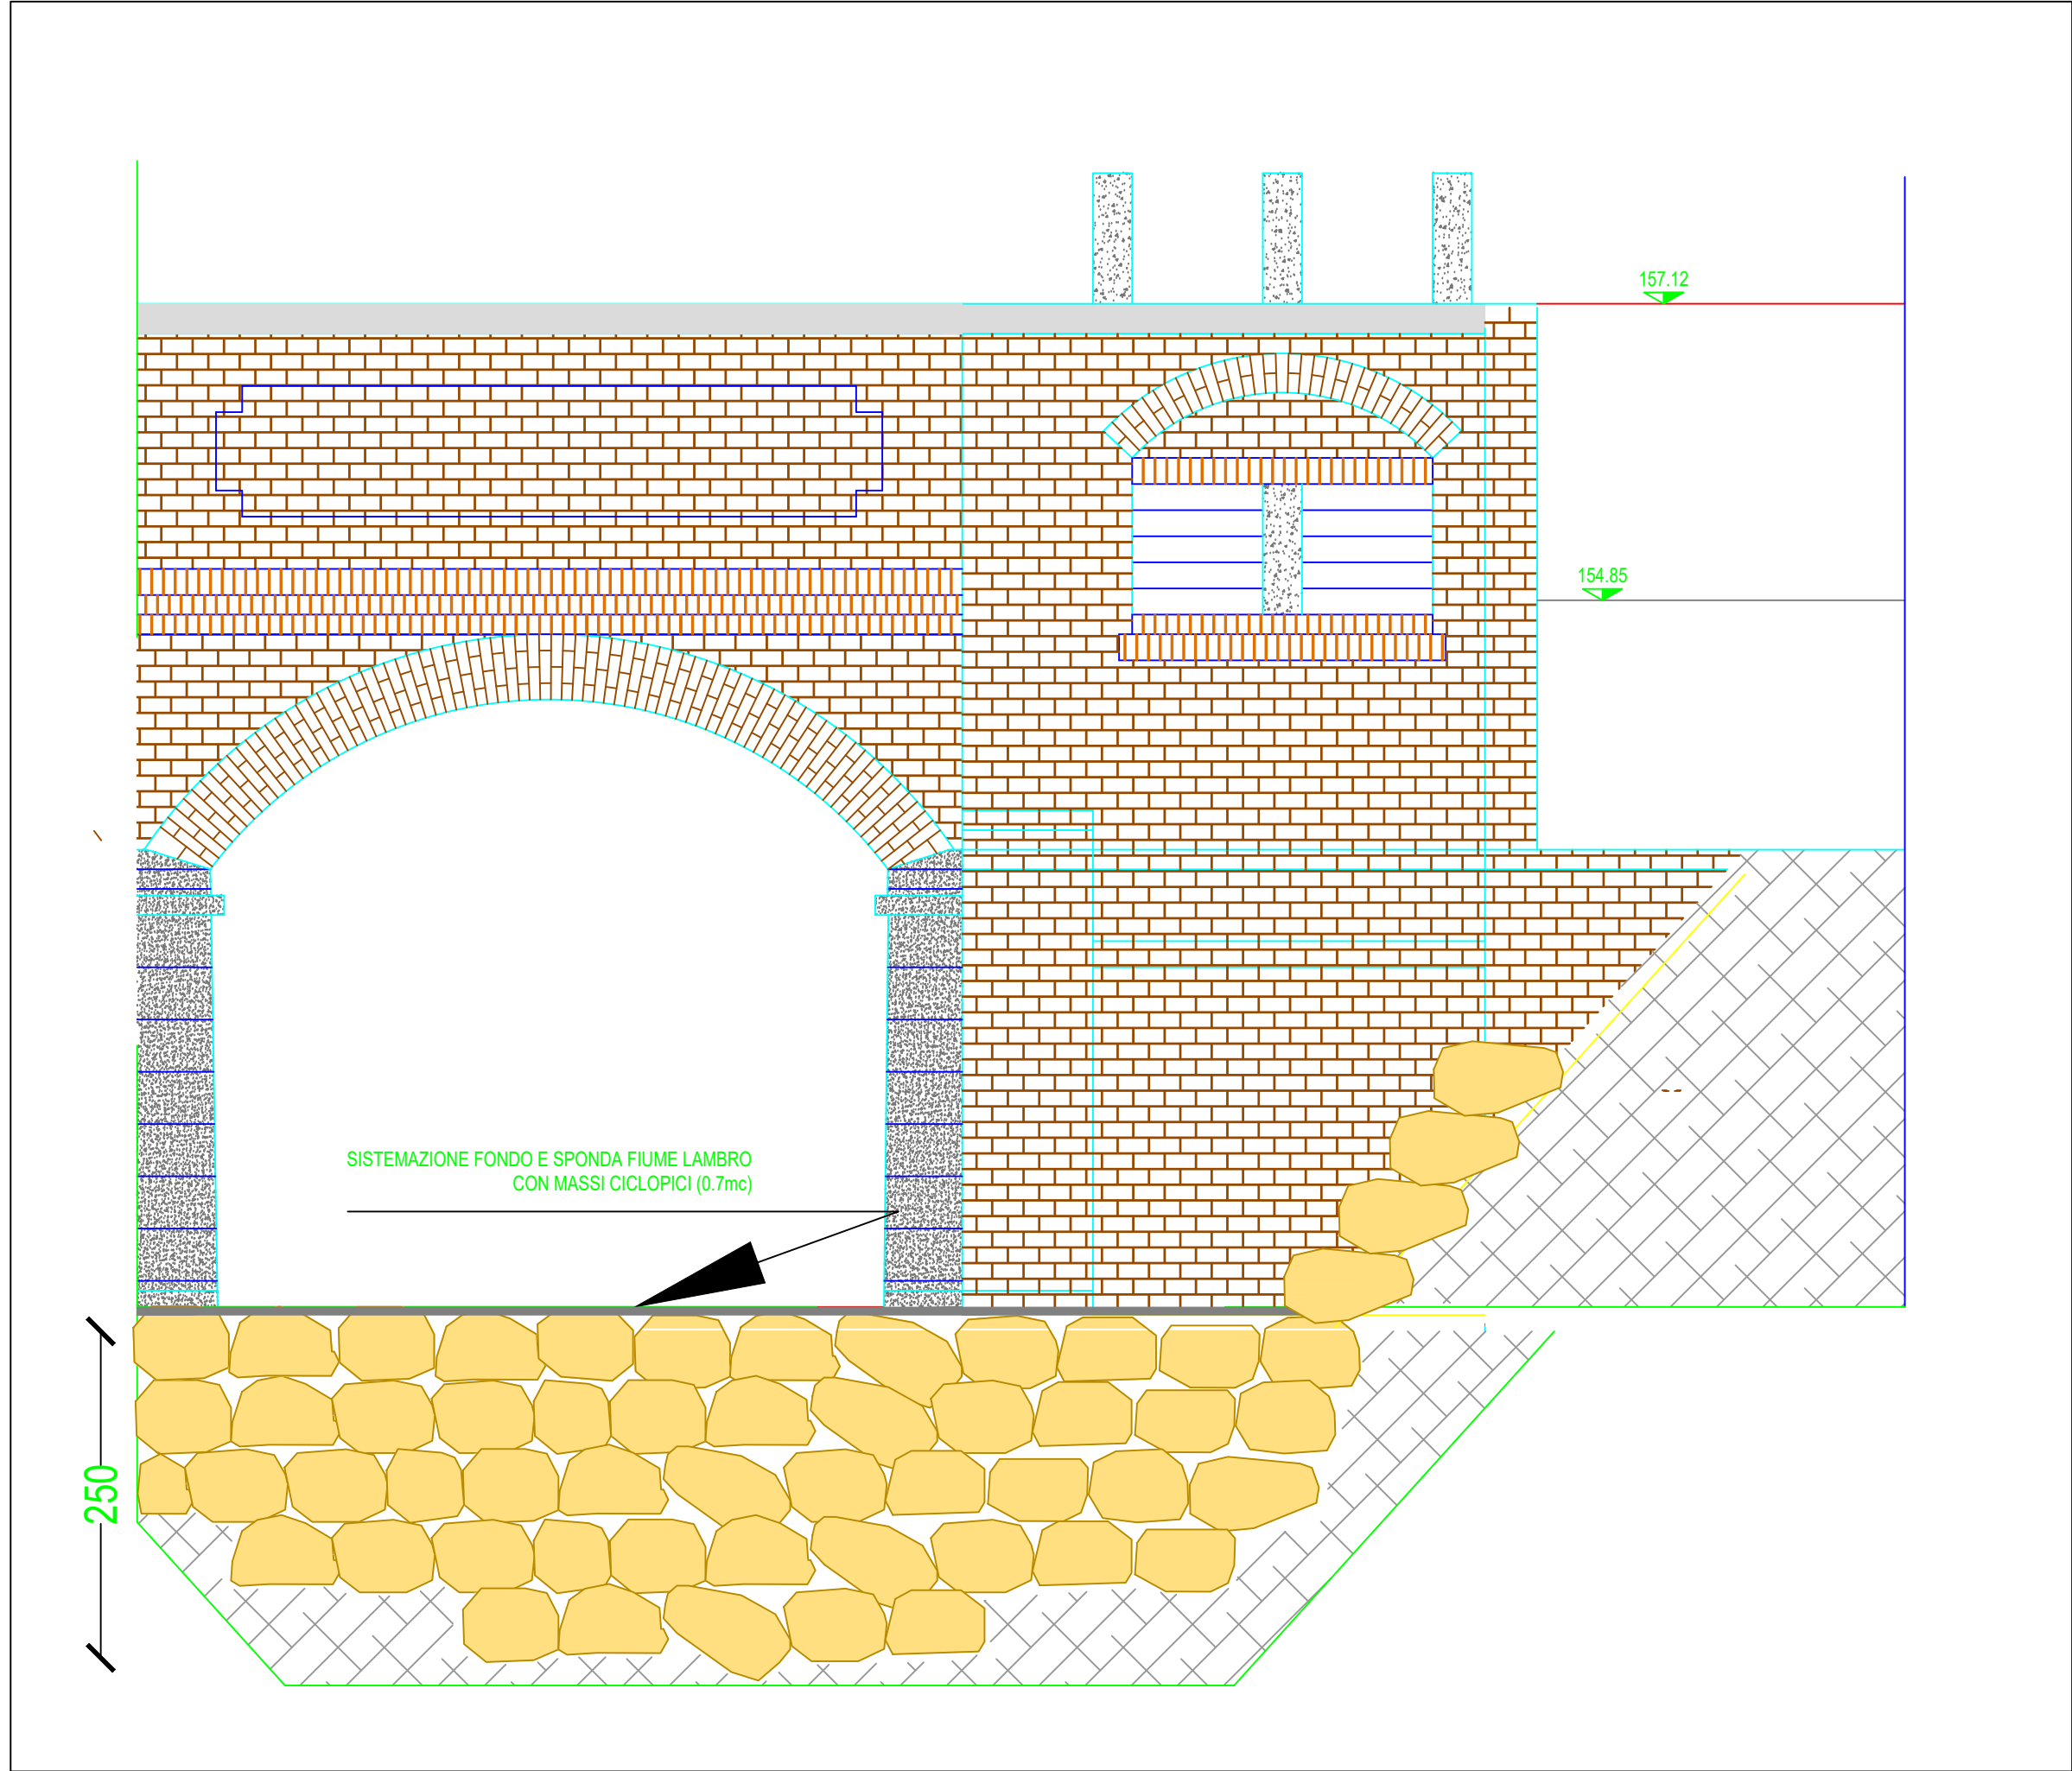 157.12
154.85
SISTEMAZIONE FONDO E SPONDA FIUME LAMBRO
CON MASSI CICLOPICI (0.7mc)
250